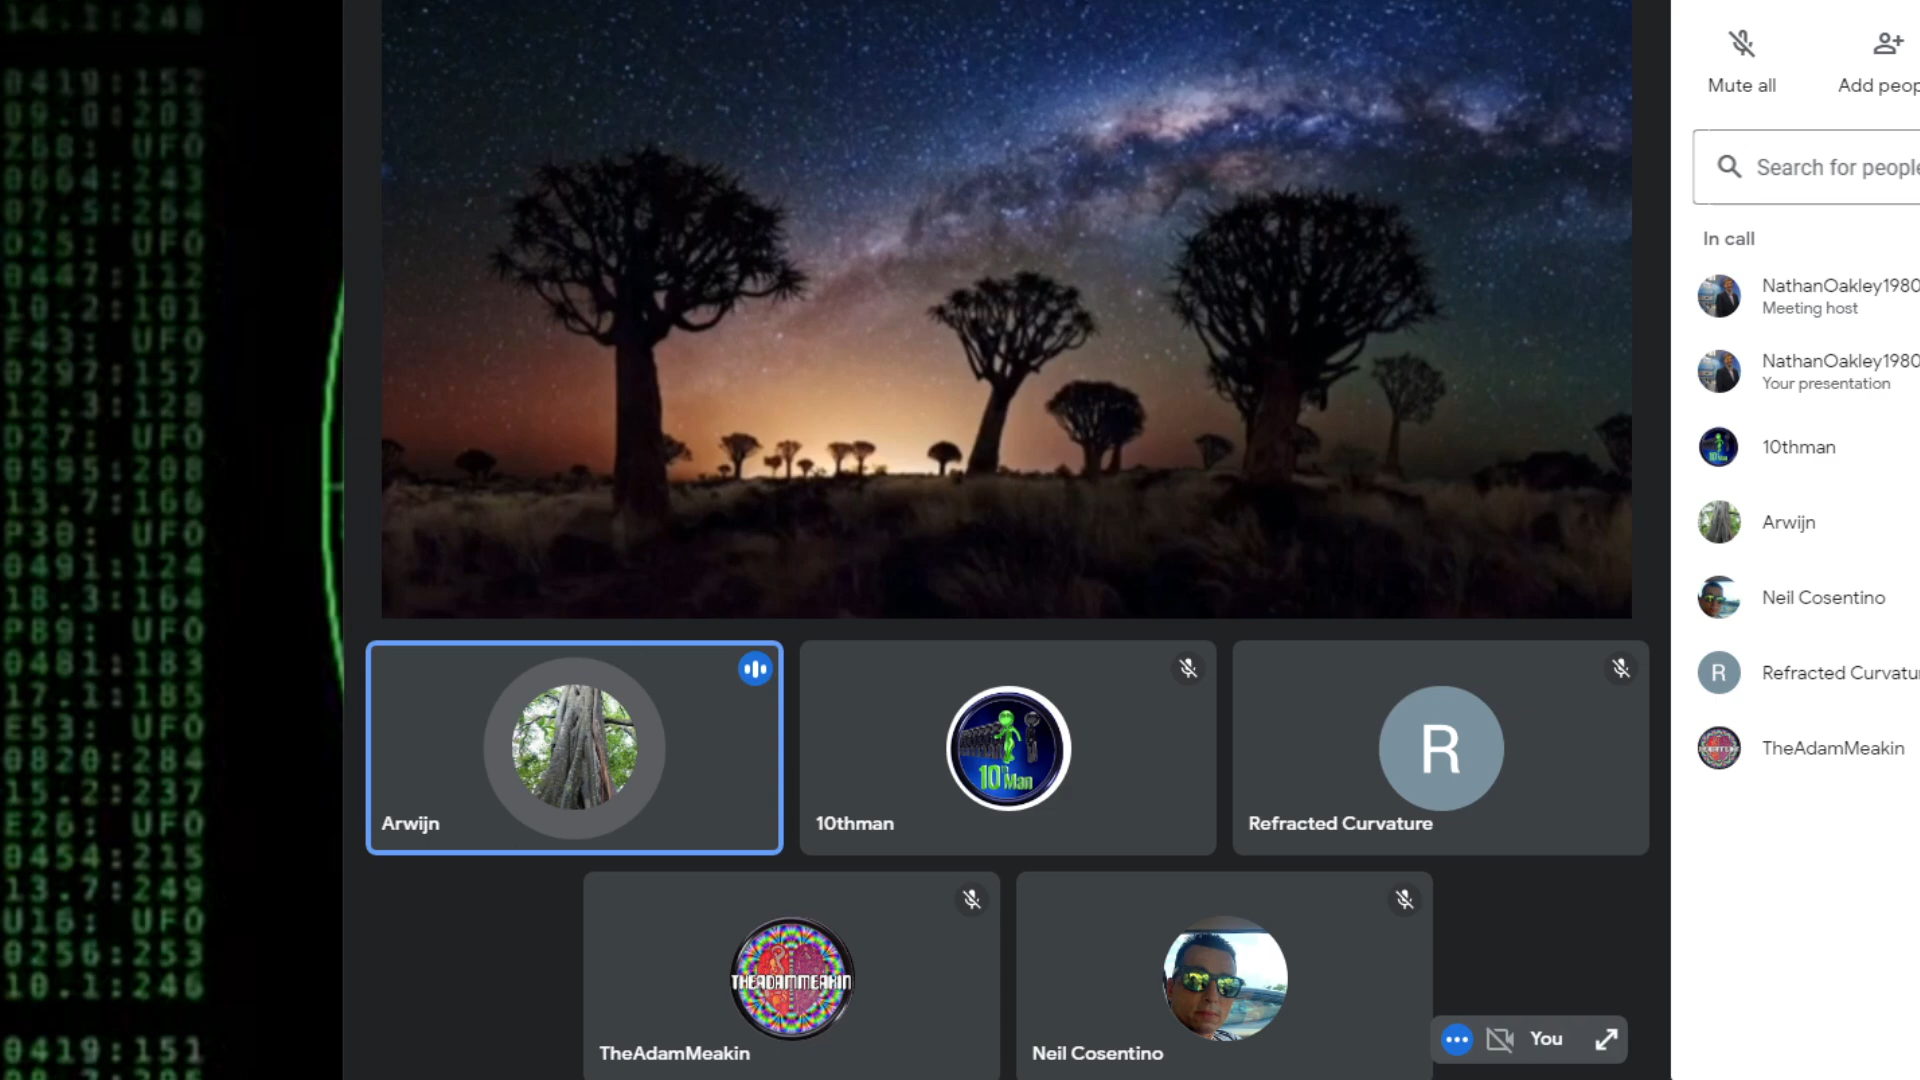 14.1:248
0419:152
09.0:203
Z68: UFO
0664:243
07.5:264
D25: UFO
0447:112
10.2:101
F43: UFO
0297:157
12.3:128
D27: UFO
0595:208
13.7:166
P30: UFO
0491:124
18.3:164
P89: UFO
0481:183
17.1:185
E53: UFO
0820:284
15.2:237
E26: UFO
0454:215
13.7:249
U16: UFO
0256:253
10.1:246
0419:151
Mute all
Add peop
Search for people
In call
NathanOakley1980
Meeting host
NathanOakley1980
Your presentation
10thman
Arwijn
Neil Cosentino
R
Refracted Curvatu
TheAdamMeakin
Arwijn
10th Man
10thman
R
Refracted Curvature
THEADAMMEAKIN
TheAdamMeakin
Neil Cosentino
You